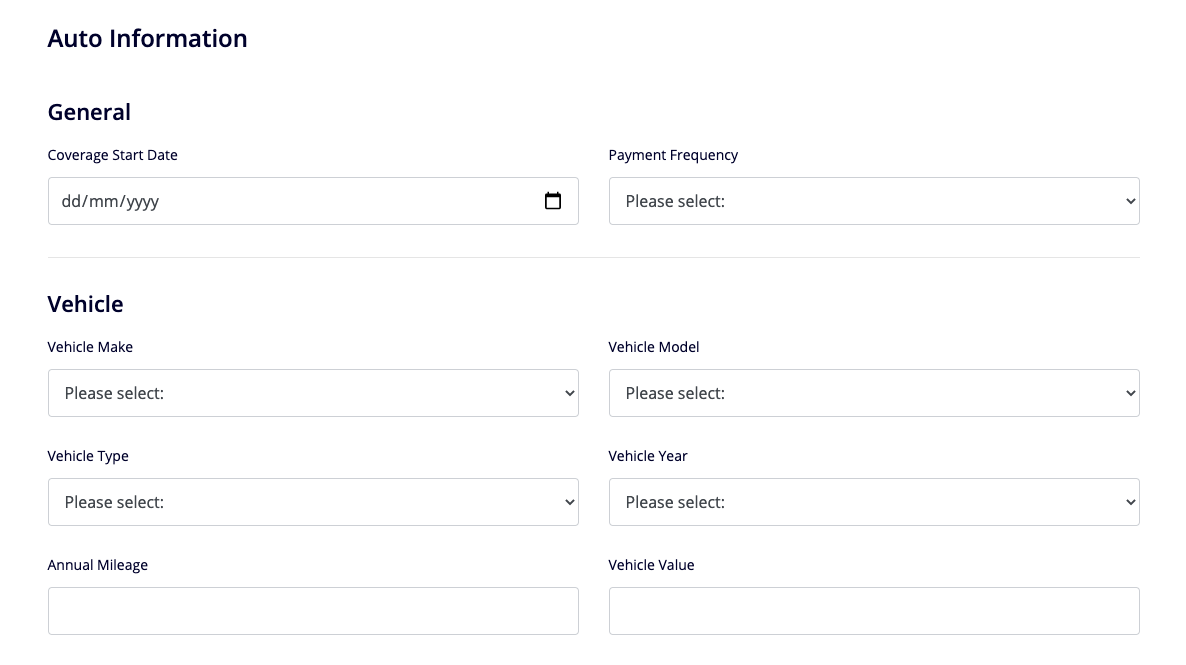 Auto Information
General
Coverage Start Date
Payment Frequency
dd/mm/yyyy
Please select:
Vehicle
Vehicle Make
Vehicle Model
Please select:
Please select:
Vehicle Type
Vehicle Year
Please select:
Please select:
Annual Mileage
Vehicle Value